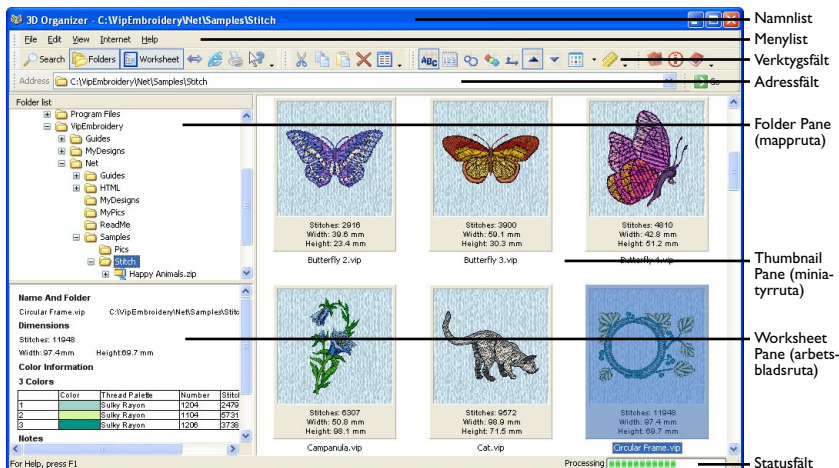 3D Organizer - C:\VipEmbroidery\Net\Samples\Stitch
File Edit View Internet Help
Search Folders Worksheet ABC 123
Address C:\VipEmbroidery\Net\Samples\Stitch Go
Folder list
Program Files
VipEmbroidery
Guides
MyDesigns
Net
Guides
HTML
MyDesigns
MyPics
ReadMe
Samples
Pics
Stitch
Happy Animals.zip
Name And Folder
Circular Frame.vip C:\VipEmbroidery\Net\Samples\Stitc
Dimensions
Stitches: 11948
Width: 97.4mm Height:69.7 mm
Color Information
3 Colors
Color Thread Palette Number Stitcl
1 Sulky Rayon 1204 2479
2 Sulky Rayon 1104 5731
3 Sulky Rayon 1206 3738
Notes
For Help, press F1
Stitches: 2916
Width: 39.6 mm
Height: 23.4 mm
Butterfly 2.vip
Stitches: 3900
Width: 59.1 mm
Height: 30.3 mm
Butterfly 3.vip
Stitches: 4810
Width: 42.8 mm
Height: 51.2 mm
Butterfly 4.vip
Stitches: 6307
Width: 50.8 mm
Height: 98.1 mm
Campanula.vip
Stitches: 9572
Width: 98.9 mm
Height: 71.5 mm
Cat.vip
Stitches: 11948
Width: 97.4 mm
Height: 69.7 mm
Circular Frame.vip
Processing
Namnlist
Menylist
Verktygsfält
Adressfält
Folder Pane
(mappruta)
Thumbnail
Pane (minia-
tyrruta)
Worksheet
Pane (arbets-
bladsruta)
Statusfält